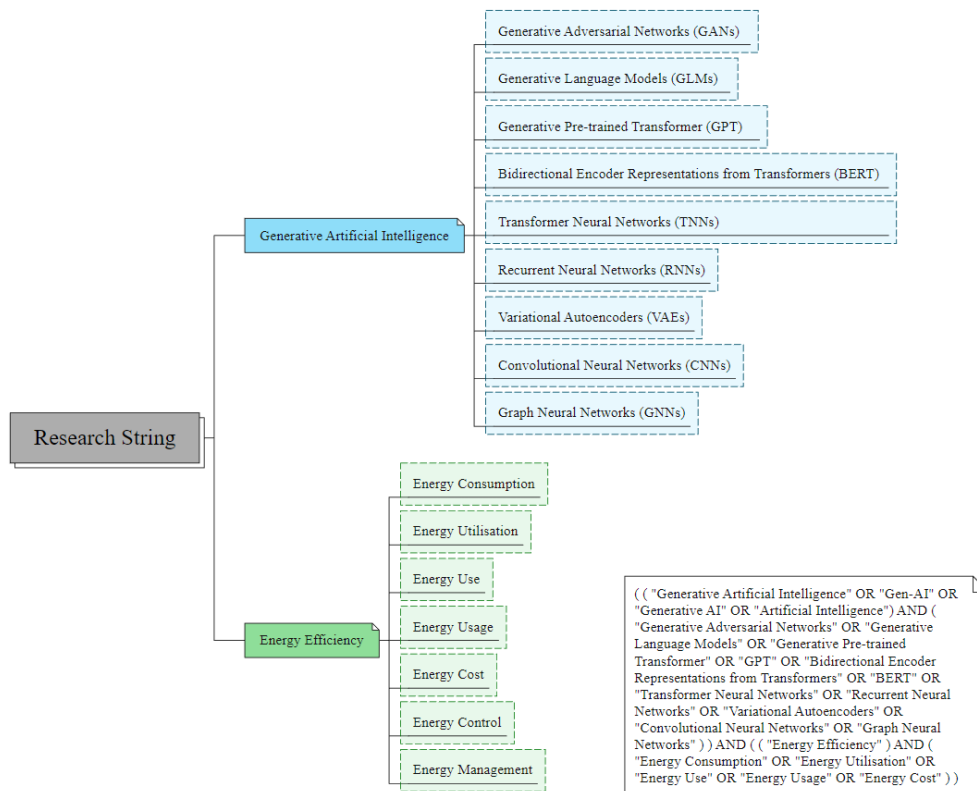 Generative Adversarial Networks (GANs)
Generative Language Models (GLMs)
Generative Pre-trained Transformer (GPT)
Bidirectional Encoder Representations from Transformers (BERT)
Generative Artificial Intelligence
Transformer Neural Networks (TNNs)
Recurrent Neural Networks (RNNs)
Variational Autoencoders (VAEs)
Convolutional Neural Networks (CNNs)
Graph Neural Networks (GNNs)
Research String
Energy Consumption
Energy Utilisation
Energy Use
Energy Usage
Energy Efficiency
Energy Cost
Energy Control
Energy Management
( ( "Generative Artificial Intelligence" OR "Gen-AI" OR
"Generative AI" OR "Artificial Intelligence") AND (
"Generative Adversarial Networks" OR "Generative
Language Models" OR "Generative Pre-trained
Transformer" OR "GPT" OR "Bidirectional Encoder
Representations from Transformers" OR "BERT" OR
"Transformer Neural Networks" OR "Recurrent Neural
Networks" OR "Variational Autoencoders" OR
"Convolutional Neural Networks" OR "Graph Neural
Networks" ) ) AND ( ( "Energy Efficiency" ) AND (
"Energy Consumption" OR "Energy Utilisation" OR
"Energy Use" OR "Energy Usage" OR "Energy Cost" ) )